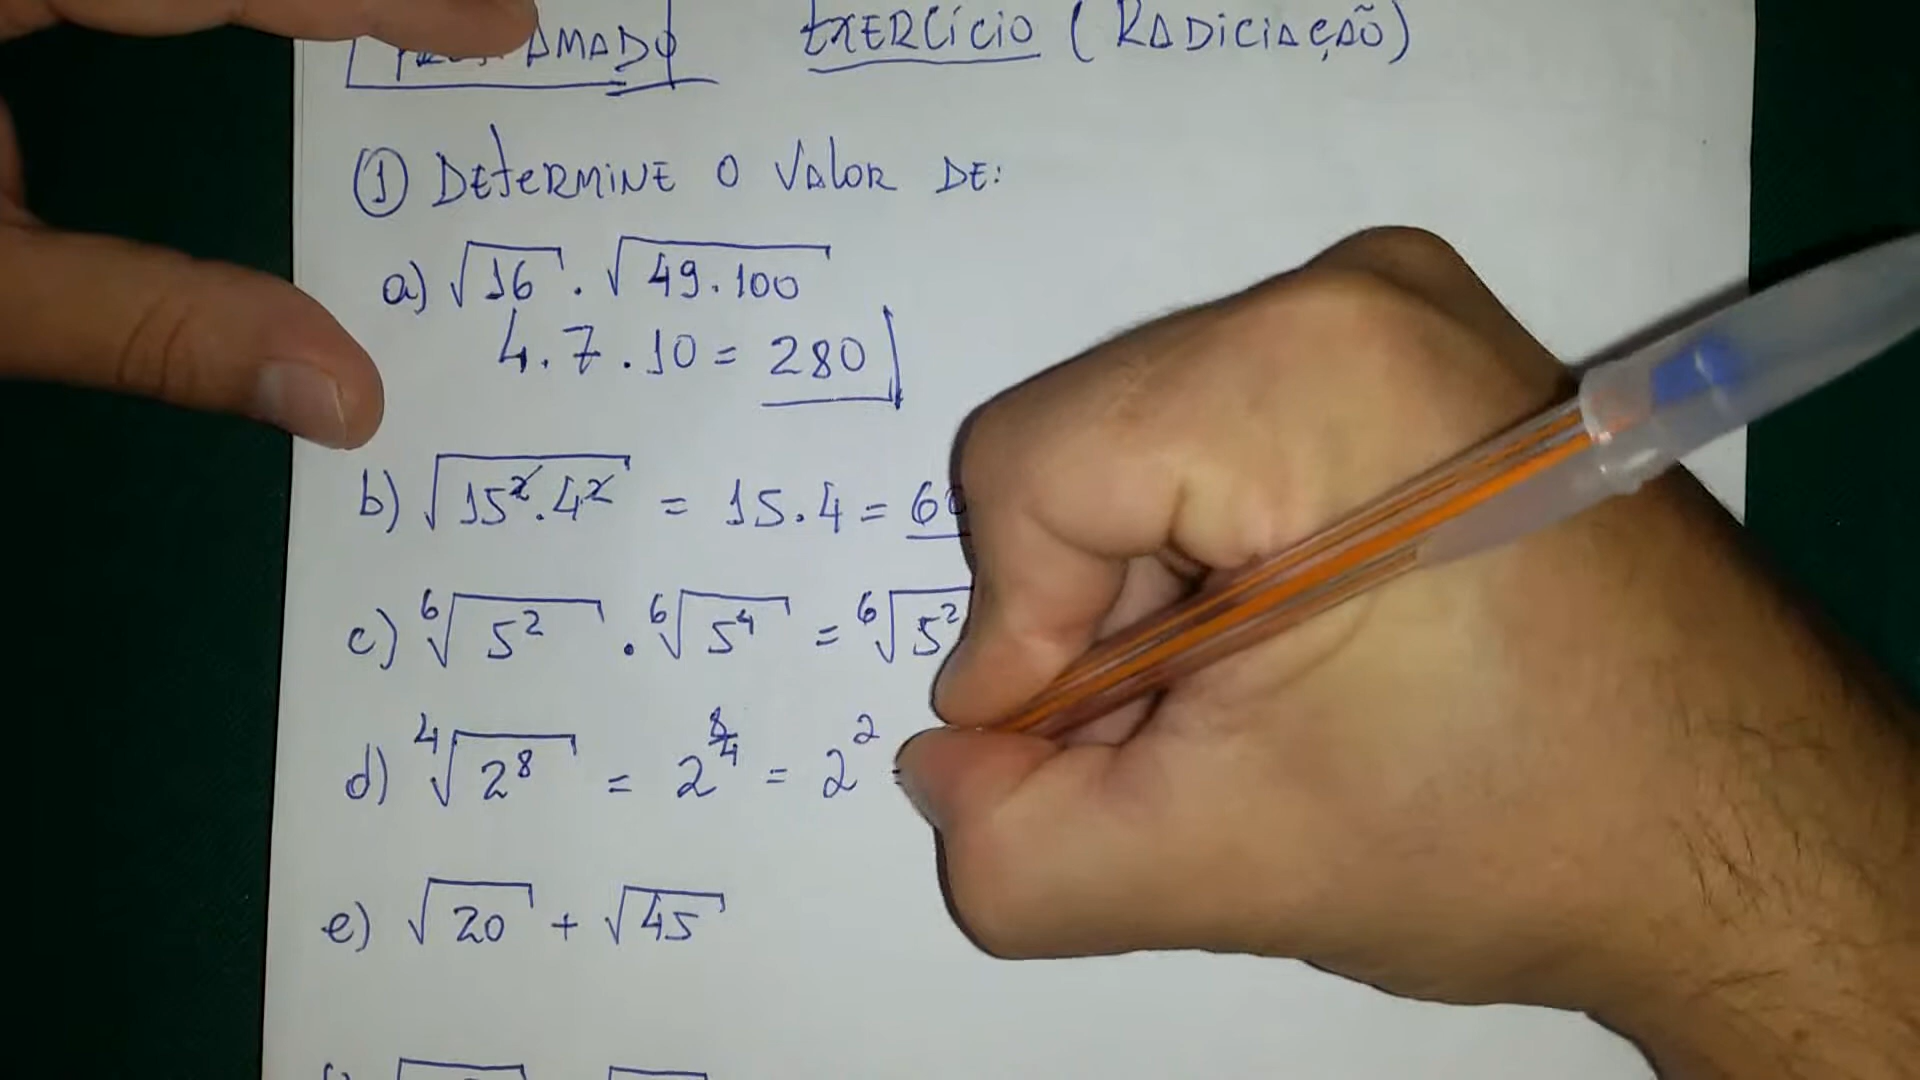 AMADO EXERCÍCIO (RADICIAÇÃO)
① DETERMINE O VALOR DE:
a) √16 . √49.100
4.7.10 = 280
b) √15².4² = 15.4 = 60
c) ⁶√5² . ⁶√5⁴ = ⁶√5²
d) ⁴√2⁸ = 2^(8/4) = 2²
e) √20 + √45